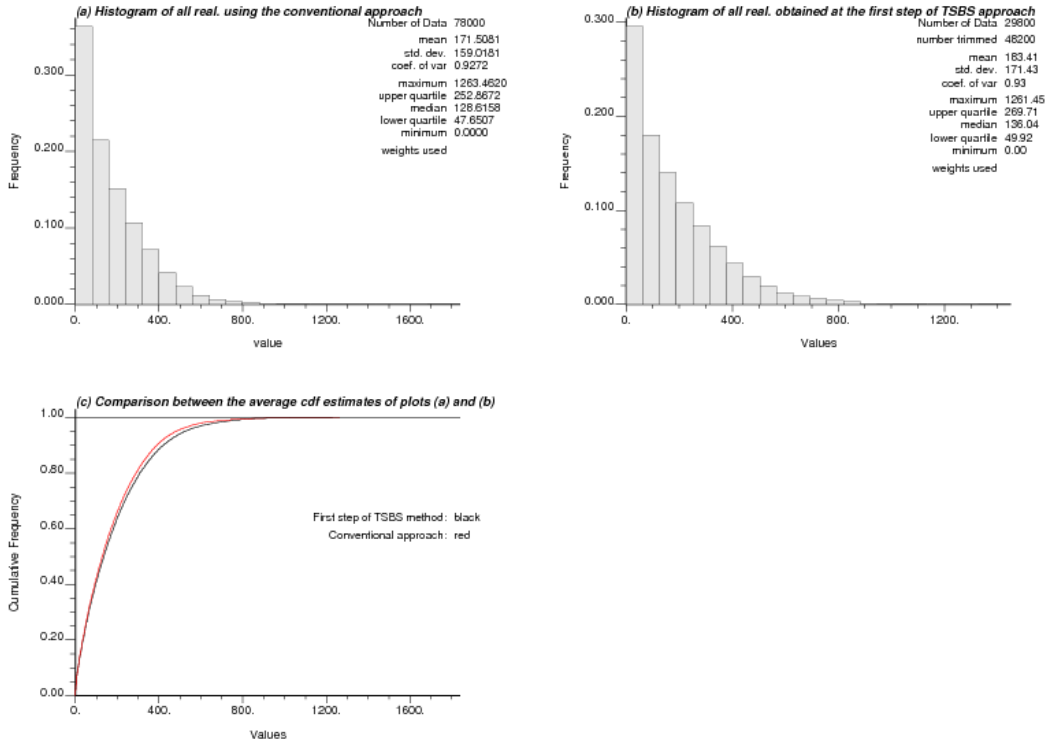 (a) Histogram of all real. using the conventional approach
Number of Data 78000
mean 171.5081
std. dev. 159.0181
coef. of var 0.9272
maximum 1263.4620
upper quartile 252.8672
median 128.6158
lower quartile 47.6507
minimum 0.0000
weights used
Frequency
0.300
0.200
0.100
0.000
0. 400. 800. 1200. 1600.
value
(b) Histogram of all real. obtained at the first step of TSBS approach
Number of Data 29800
number trimmed 48200
mean 183.41
std. dev. 171.43
coef. of var 0.93
maximum 1261.45
upper quartile 269.71
median 136.04
lower quartile 49.92
minimum 0.00
weights used
Frequency
0.300
0.200
0.100
0.000
0. 400. 800. 1200.
Values
(c) Comparison between the average cdf estimates of plots (a) and (b)
First step of TSBS method: black
Conventional approach: red
Cumulative Frequency
1.00
0.80
0.60
0.40
0.20
0.00
0. 400. 800. 1200. 1600.
Values